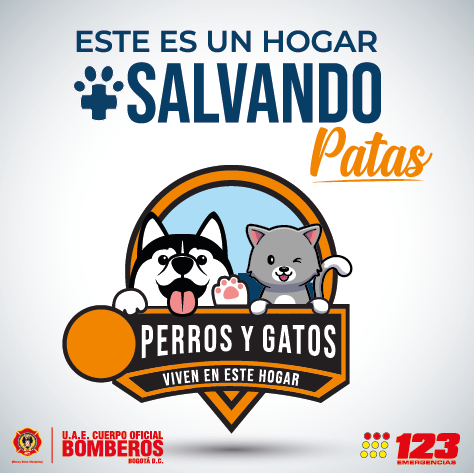 ESTE ES UN HOGAR
SALVANDO
Patas
PERROS Y GATOS
VIVEN EN ESTE HOGAR
U.A.E. CUERPO OFICIAL
BOMBEROS
BOGOTÁ D.C.
123
EMERGENCIAS